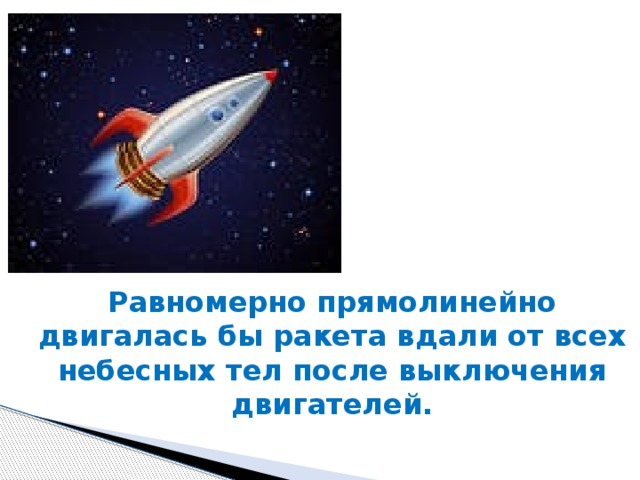 Равномерно прямолинейно
двигалась бы ракета вдали от всех
небесных тел после выключения
двигателей.